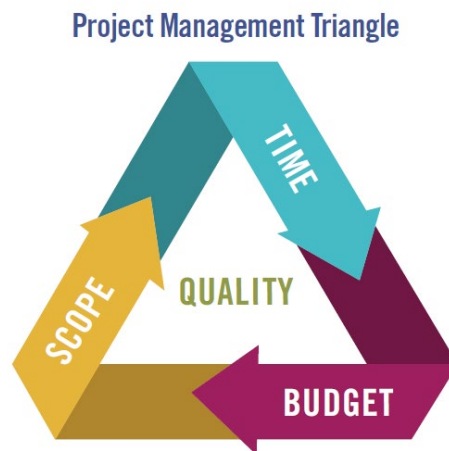 Project Management Triangle
TIME
QUALITY
SCOPE
BUDGET